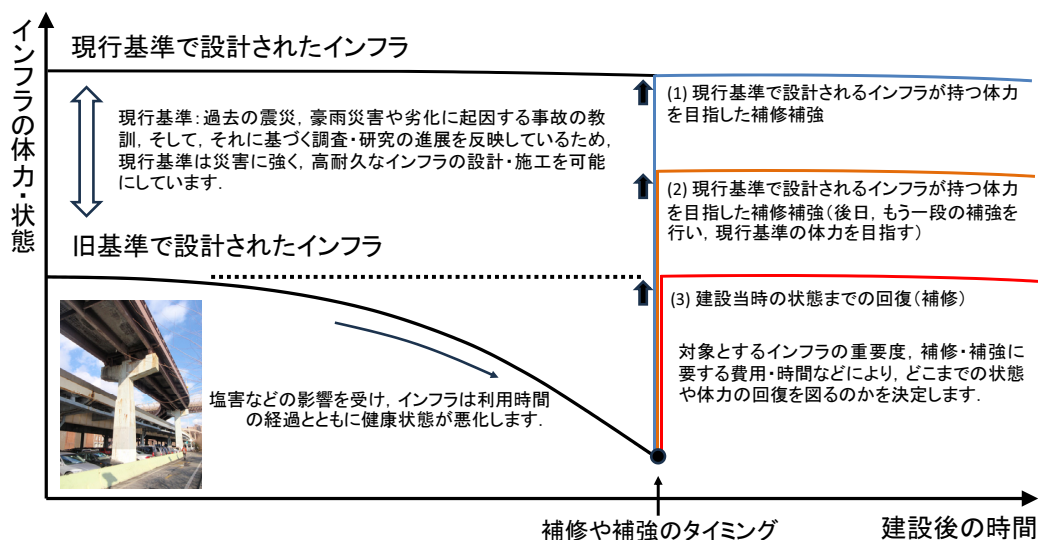 インフラの体力・状態
現行基準で設計されたインフラ
現行基準：過去の震災，豪雨災害や劣化に起因する事故の教
訓，そして，それに基づく調査・研究の進展を反映しているため，
現行基準は災害に強く，高耐久なインフラの設計・施工を可能
にしています．
旧基準で設計されたインフラ
塩害などの影響を受け，インフラは利用時間
の経過とともに健康状態が悪化します．
(1) 現行基準で設計されるインフラが持つ体力
を目指した補修補強
(2) 現行基準で設計されるインフラが持つ体力
を目指した補修補強（後日，もう一段の補強を
行い，現行基準の体力を目指す）
(3) 建設当時の状態までの回復（補修）
対象とするインフラの重要度，補修・補強に
要する費用・時間などにより，どこまでの状態
や体力の回復を図るのかを決定します．
補修や補強のタイミング
建設後の時間